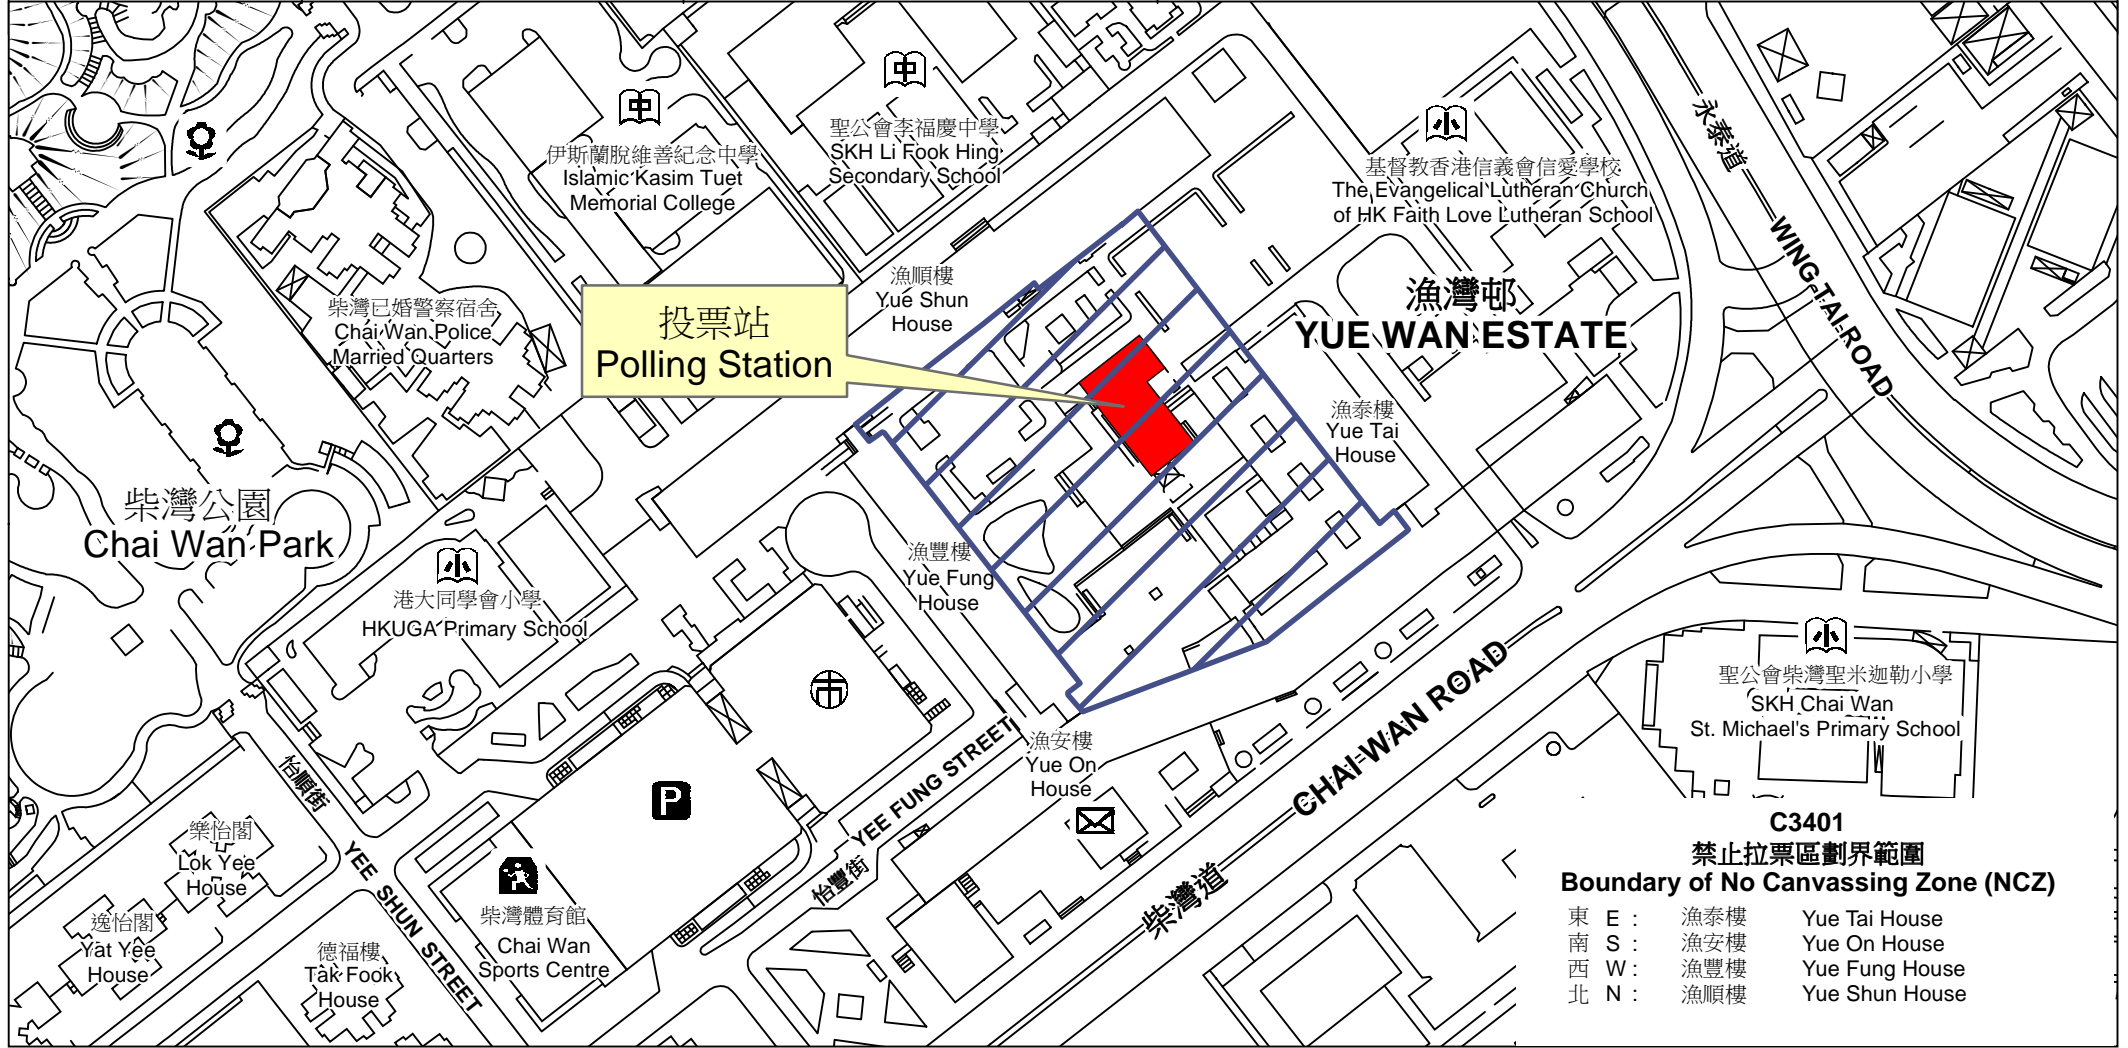 中
聖公會李福慶中學
SKH Li Fook Hing
Secondary School
中
伊斯蘭脫維善紀念中學
Islamic Kasim Tuet
Memorial College
小
基督教香港信義會信愛學校
The Evangelical Lutheran Church
of HK Faith Love Lutheran School
永泰道
WING TAI ROAD
漁順樓
Yue Shun
House
柴灣已婚警察宿舍
Chai Wan Police
Married Quarters
投票站
Polling Station
漁灣邨
YUE WAN ESTATE
漁泰樓
Yue Tai
House
柴灣公園
Chai Wan Park
小
港大同學會小學
HKUGA Primary School
漁豐樓
Yue Fung
House
市
小
聖公會柴灣聖米迦勒小學
SKH Chai Wan
St. Michael's Primary School
CHAI WAN ROAD
柴灣道
漁安樓
Yue On
House
YEE FUNG STREET
怡豐街
P
怡順街
YEE SHUN STREET
樂怡閣
Lok Yee
House
逸怡閣
Yat Yee
House
德福樓
Tak Fook
House
柴灣體育館
Chai Wan
Sports Centre
C3401
禁止拉票區劃界範圍
Boundary of No Canvassing Zone (NCZ)
東 E : 漁泰樓 Yue Tai House
南 S : 漁安樓 Yue On House
西 W : 漁豐樓 Yue Fung House
北 N : 漁順樓 Yue Shun House